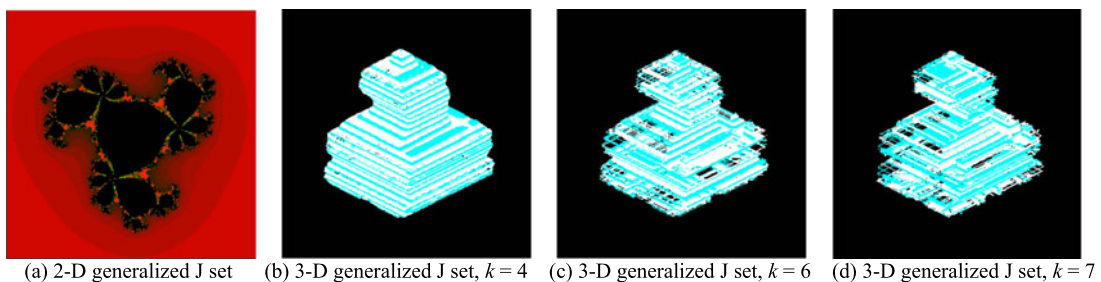 (a) 2-D generalized J set
(b) 3-D generalized J set, k = 4
(c) 3-D generalized J set, k = 6
(d) 3-D generalized J set, k = 7